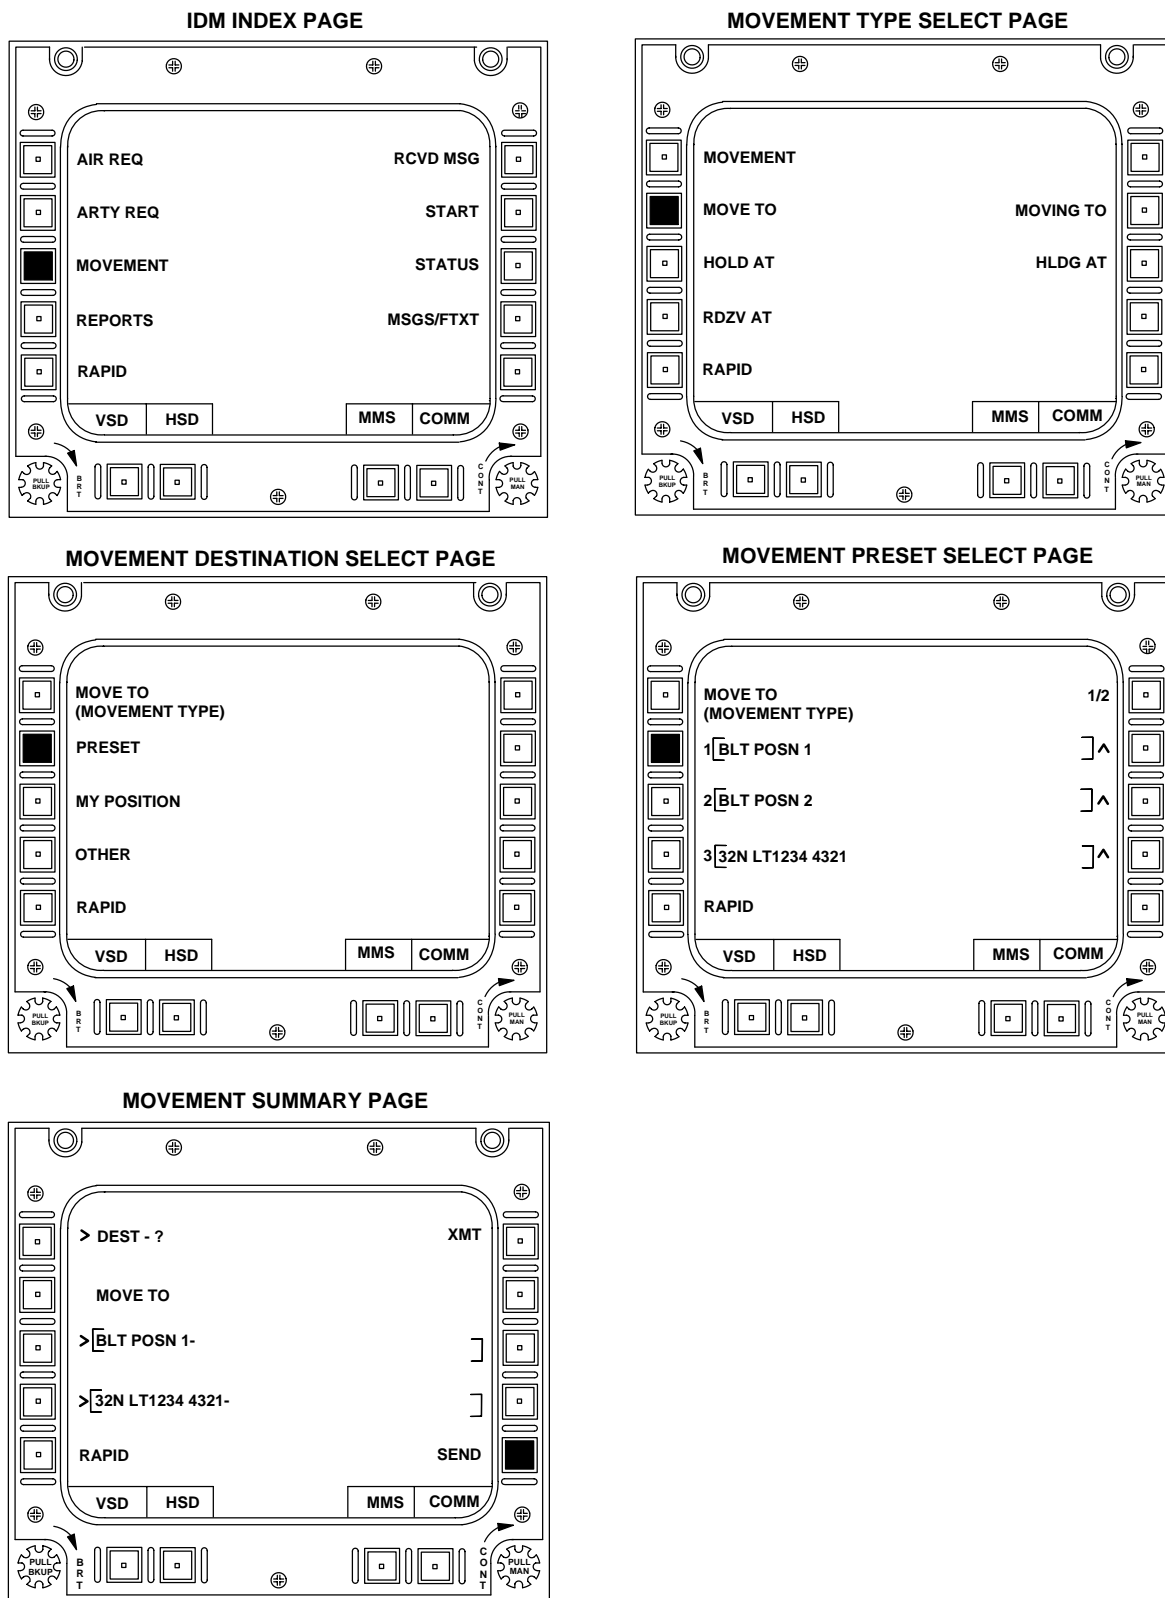 IDM INDEX PAGE
AIR REQ RCVD MSG
ARTY REQ START
MOVEMENT STATUS
REPORTS MSGS/FTXT
RAPID
VSD HSD MMS COMM
PULL BKUP BRT CONT PULL MAN
MOVEMENT TYPE SELECT PAGE
MOVEMENT
MOVE TO MOVING TO
HOLD AT HLDG AT
RDZV AT
RAPID
VSD HSD MMS COMM
PULL BKUP BRT CONT PULL MAN
MOVEMENT DESTINATION SELECT PAGE
MOVE TO
(MOVEMENT TYPE)
PRESET
MY POSITION
OTHER
RAPID
VSD HSD MMS COMM
PULL BKUP BRT CONT PULL MAN
MOVEMENT PRESET SELECT PAGE
MOVE TO 1/2
(MOVEMENT TYPE)
1[BLT POSN 1 ]^
2[BLT POSN 2 ]^
3[32N LT1234 4321 ]^
RAPID
VSD HSD MMS COMM
PULL BKUP BRT CONT PULL MAN
MOVEMENT SUMMARY PAGE
> DEST - ? XMT
MOVE TO
>[BLT POSN 1- ]
>[32N LT1234 4321- ]
RAPID SEND
VSD HSD MMS COMM
PULL BKUP BRT CONT PULL MAN